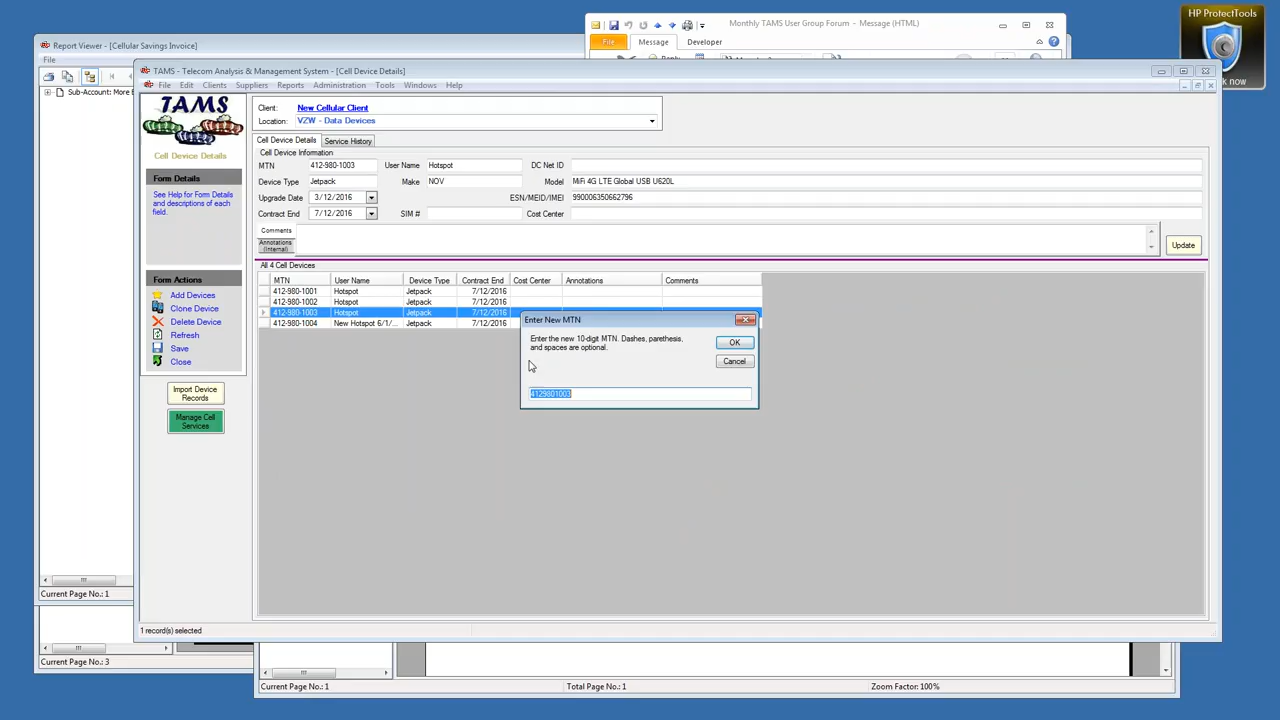 HP ProtectTools
k now
Monthly TAMS User Group Forum - Message (HTML)
File
Message
Developer
Report Viewer - [Cellular Savings Invoice]
File
Sub-Account: More E
TAMS - Telecom Analysis & Management System - [Cell Device Details]
File Edit Clients Suppliers Reports Administration Tools Windows Help
TAMS
Cell Device Details
Client: New Cellular Client
Location: VZW - Data Devices
Cell Device Details Service History
Cell Device Information
MTN 412-980-1003 User Name Hotspot DC Net ID
Device Type Jetpack Make NOV Model MiFi 4G LTE Global USB U620L
Upgrade Date 3/12/2016 ESN/MEID/IMEI 990006350662796
Contract End 7/12/2016 SIM # Cost Center
Comments
Annotations
(Internal)
Update
Form Details
See Help for Form Details
and descriptions of each
field.
Form Actions
Add Devices
Clone Device
Delete Device
Refresh
Save
Close
Import Device
Records
Manage Cell
Services
All 4 Cell Devices
MTN User Name Device Type Contract End Cost Center Annotations Comments
412-980-1001 Hotspot Jetpack 7/12/2016
412-980-1002 Hotspot Jetpack 7/12/2016
412-980-1003 Hotspot Jetpack 7/12/2016
412-980-1004 New Hotspot 6/1/... Jetpack 7/12/2016
Enter New MTN
Enter the new 10-digit MTN. Dashes, parethesis,
and spaces are optional.
OK
Cancel
4129801003
1 record(s) selected
Current Page No.: 1
Current Page No.: 3
Current Page No.: 1 Total Page No.: 1 Zoom Factor: 100%